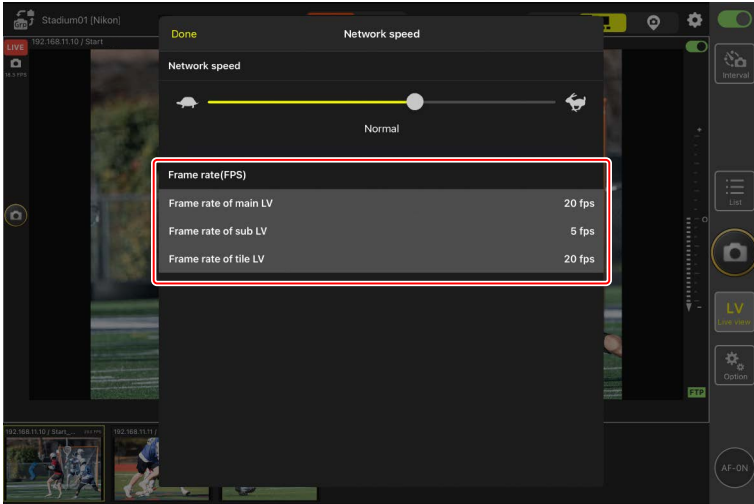 Grp
Stadium01 [Nikon]
LIVE
192.168.11.10 / Start
Done
Network speed
Network speed
Normal
Frame rate(FPS)
Frame rate of main LV 20 fps
Frame rate of sub LV 5 fps
Frame rate of tile LV 20 fps
Interval
List
LV
Live view
Option
FTP
AF-ON
192.168.11.10 / Start_...
192.168.11.11 /